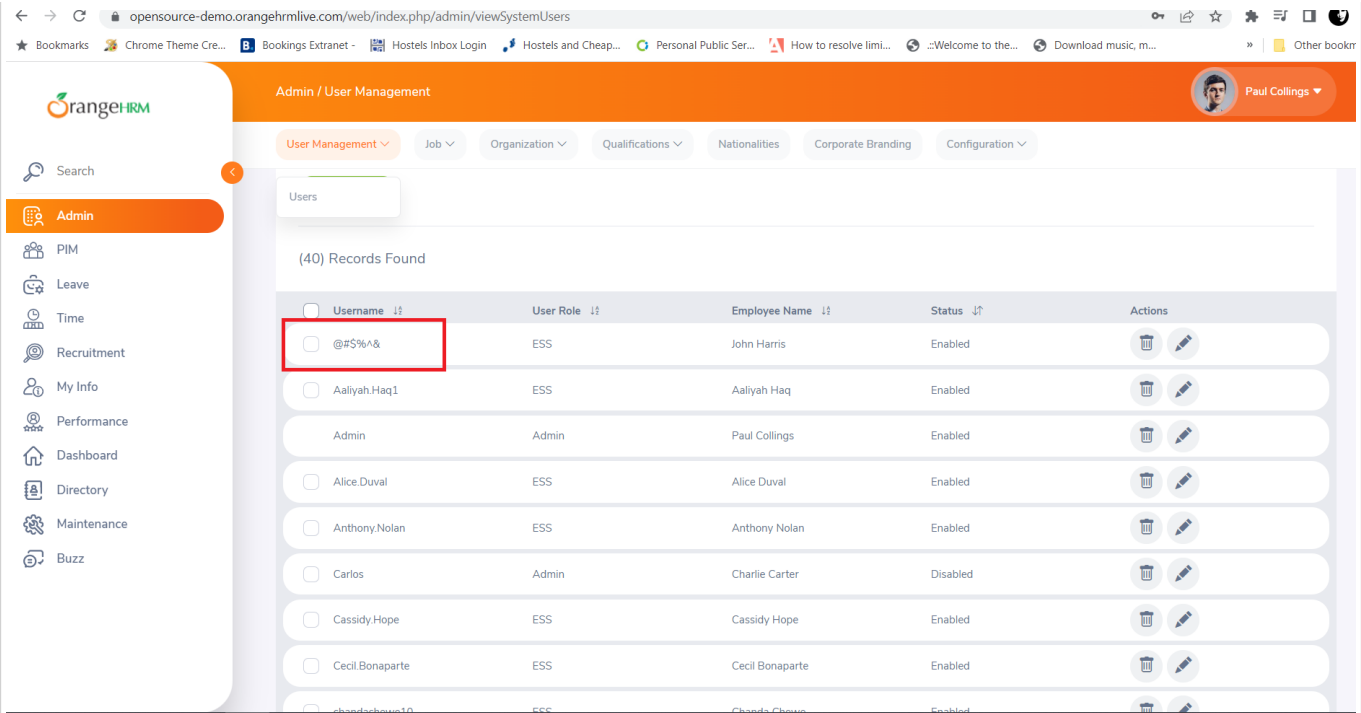 opensource-demo.orangehrmlive.com/web/index.php/admin/viewSystemUsers
Bookmarks Chrome Theme Cre... B. Bookings Extranet - Hostels Inbox Login Hostels and Cheap... Personal Public Ser... How to resolve limi... .::Welcome to the... Download music, m... » Other bookm
OrangeHRM
Admin / User Management
Paul Collings
User Management Job Organization Qualifications Nationalities Corporate Branding Configuration
Users
Search
Admin
PIM
Leave
Time
Recruitment
My Info
Performance
Dashboard
Directory
Maintenance
Buzz
(40) Records Found
Username User Role Employee Name Status Actions
@#$%^& ESS John Harris Enabled
Aaliyah.Haq1 ESS Aaliyah Haq Enabled
Admin Admin Paul Collings Enabled
Alice.Duval ESS Alice Duval Enabled
Anthony.Nolan ESS Anthony Nolan Enabled
Carlos Admin Charlie Carter Disabled
Cassidy.Hope ESS Cassidy Hope Enabled
Cecil.Bonaparte ESS Cecil Bonaparte Enabled
ESS Enabled